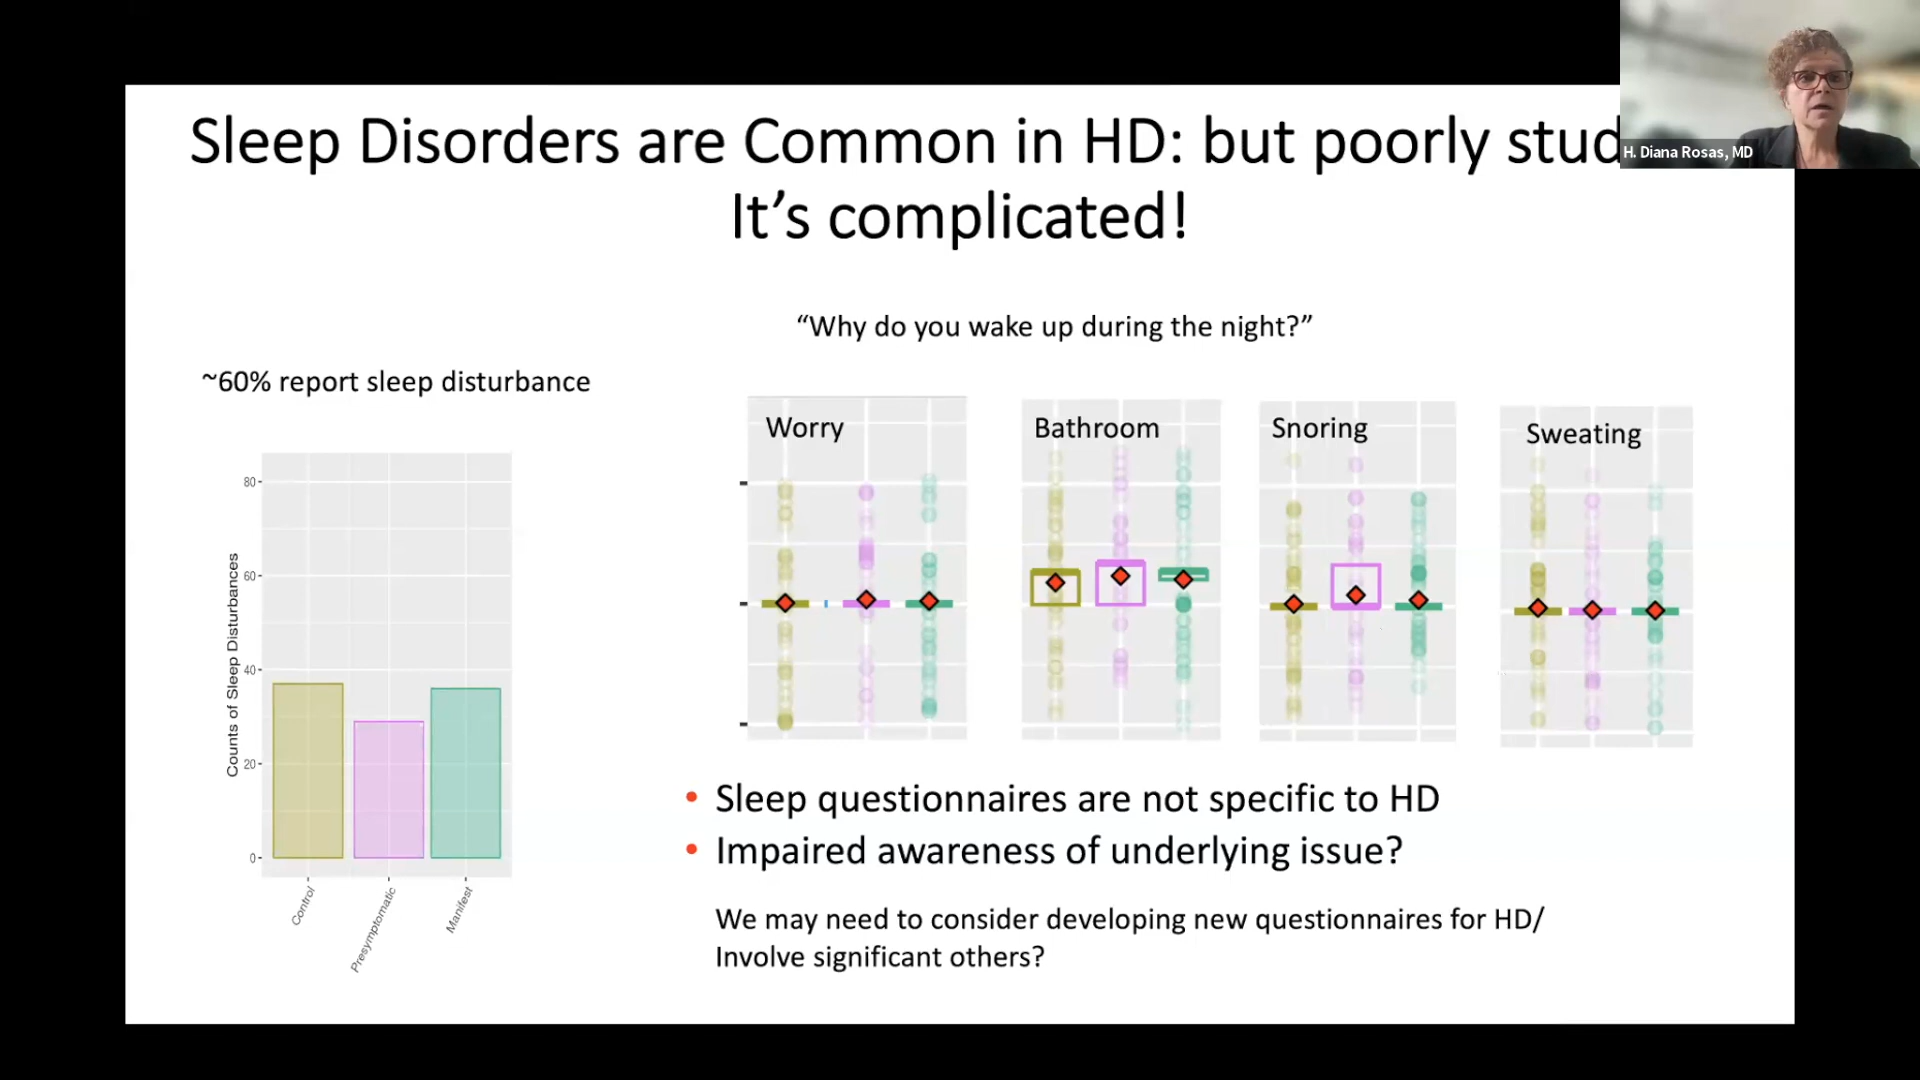 Sleep Disorders are Common in HD: but poorly stud
H. Diana Rosas, MD
It’s complicated!
“Why do you wake up during the night?”
~60% report sleep disturbance
Worry
Bathroom
Snoring
Sweating
80
60
40
20
0
Counts of Sleep Disturbances
Control
Presymptomatic
Manifest
• Sleep questionnaires are not specific to HD
• Impaired awareness of underlying issue?
We may need to consider developing new questionnaires for HD/
Involve significant others?